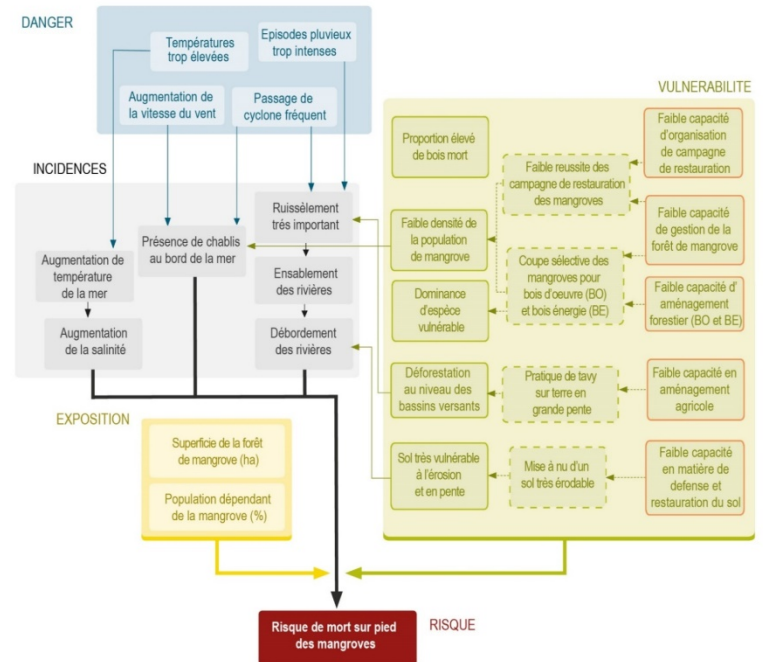 DANGER
Températures
trop élevées
Episodes pluvieux
trop intenses
Augmentation de
la vitesse du vent
Passage de
cyclone fréquent
INCIDENCES
Augmentation de
température
de la mer
Augmentation
de la salinité
Présence de chablis
au bord de la mer
Ruissélement
trés important
Ensablement
des rivières
Débordement
des rivières
VULNERABILITE
Proportion élevé
de bois mort
Faible densité de
la population
de mangrove
Dominance
d'espèce
vulnérable
Déforestation
au niveau des
bassins versants
Sol très vulnérable
à l'érosion
et en pente
Faible reussite des
campagne de restauration
des mangroves
Coupe sélective des
mangroves pour
bois d'oeuvre (BO)
et bois énergie (BE)
Pratique de tavy
sur terre en
grande pente
Mise à nu d'un
sol très érodable
Faible capacité
d'organisation
de campagne
de restauration
Faible capacité
de gestion de la
forêt de mangrove
Faible capacité d'
aménagement
forestier (BO et BE)
Faible capacité en
aménagement
agricole
Faible capacité
en matière de
defense et
restauration du sol
EXPOSITION
Superficie de la forêt
de mangrove (ha)
Population dépendant
de la mangrove (%)
Risque de mort sur pied
des mangroves
RISQUE